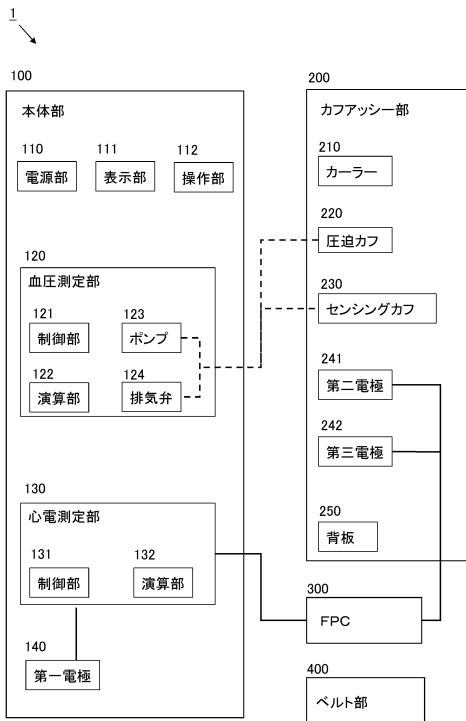 1
100
本体部
110 111 112
電源部 表示部 操作部
120
血圧測定部
121 123
制御部 ポンプ
122 124
演算部 排気弁
130
心電測定部
131 132
制御部 演算部
140
第一電極
200
カフアッシー部
210
カーラー
220
圧迫カフ
230
センシングカフ
241
第二電極
242
第三電極
250
背板
300
FPC
400
ベルト部